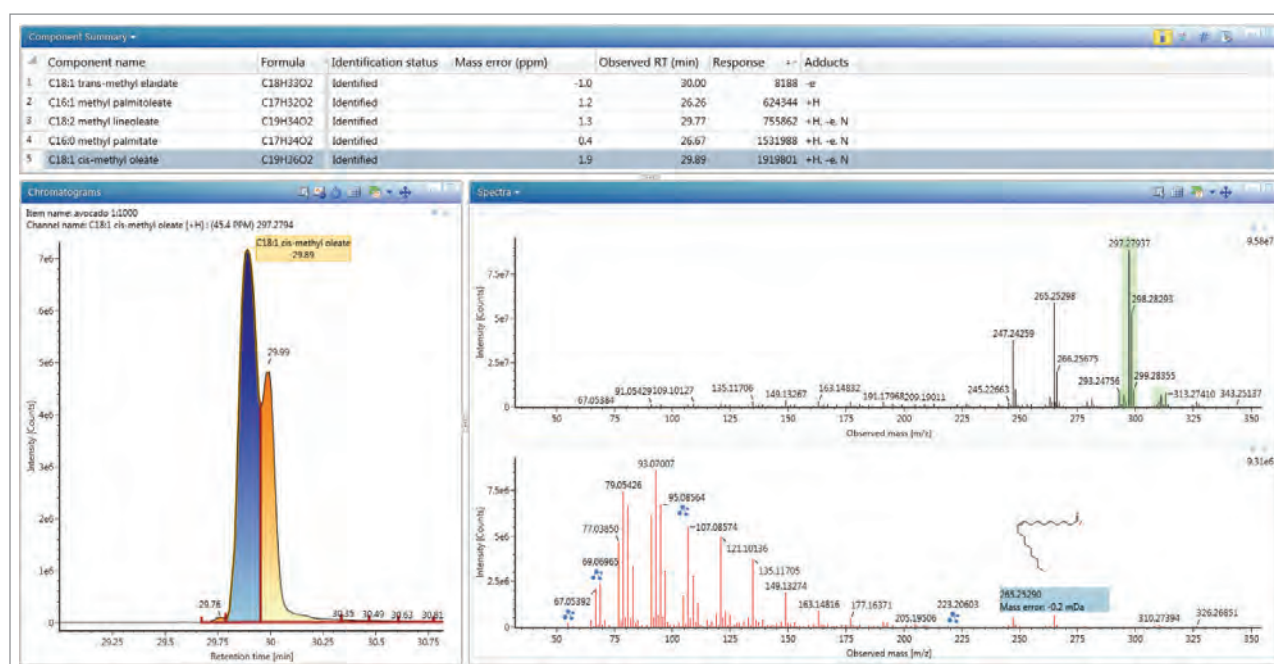 Component Summary
Component name Formula Identification status Mass error (ppm) Observed RT (min) Response Adducts
1 C18:1 trans-methyl elaidate C18H33O2 Identified -1.0 30.00 8188 -e
2 C16:1 methyl palmitoleate C17H32O2 Identified 1.2 26.26 624344 +H
3 C18:2 methyl lineoleate C19H34O2 Identified 1.3 29.77 755862 +H, -e, N
4 C16:0 methyl palmitate C17H34O2 Identified 0.4 26.67 1531988 +H, -e, N
5 C18:1 cis-methyl oleate C19H36O2 Identified 1.9 29.89 1919801 +H, -e, N
Chromatograms
Item name: avocado 1:1000
Channel name: C18:1 cis-methyl oleate [+H] : (45.4 PPM) 297.2794
C18:1 cis-methyl oleate
29.89
7e6
6e6
5e6
4e6
3e6
2e6
1e6
0
Intensity [Counts]
29.99
29.76
30.35
30.49
30.63
30.81
29.25 29.5 29.75 30 30.25 30.5 30.75
Retention time [min]
Spectra
9.58e7
297.27937
7.5e7
5e7
2.5e7
0
Intensity [Counts]
265.25298
298.28293
247.24259
266.25675
67.05384
91.05429
109.10127
135.11706
149.13267
163.14832
191.17968
209.19011
245.22663
293.24756
299.28355
313.27410
343.25137
50 75 100 125 150 175 200 225 250 275 300 325 350
Observed mass [m/z]
9.31e6
93.07007
7.5e6
5e6
2.5e6
0
Intensity [Counts]
79.05426
95.08564
77.03850
107.08574
121.10136
69.06965
135.11705
67.05392
149.13274
163.14816
177.16371
205.19506
223.20603
265.25290
Mass error: -0.2 mDa
310.27394
326.26851
50 75 100 125 150 175 200 225 250 275 300 325 350
Observed mass [m/z]